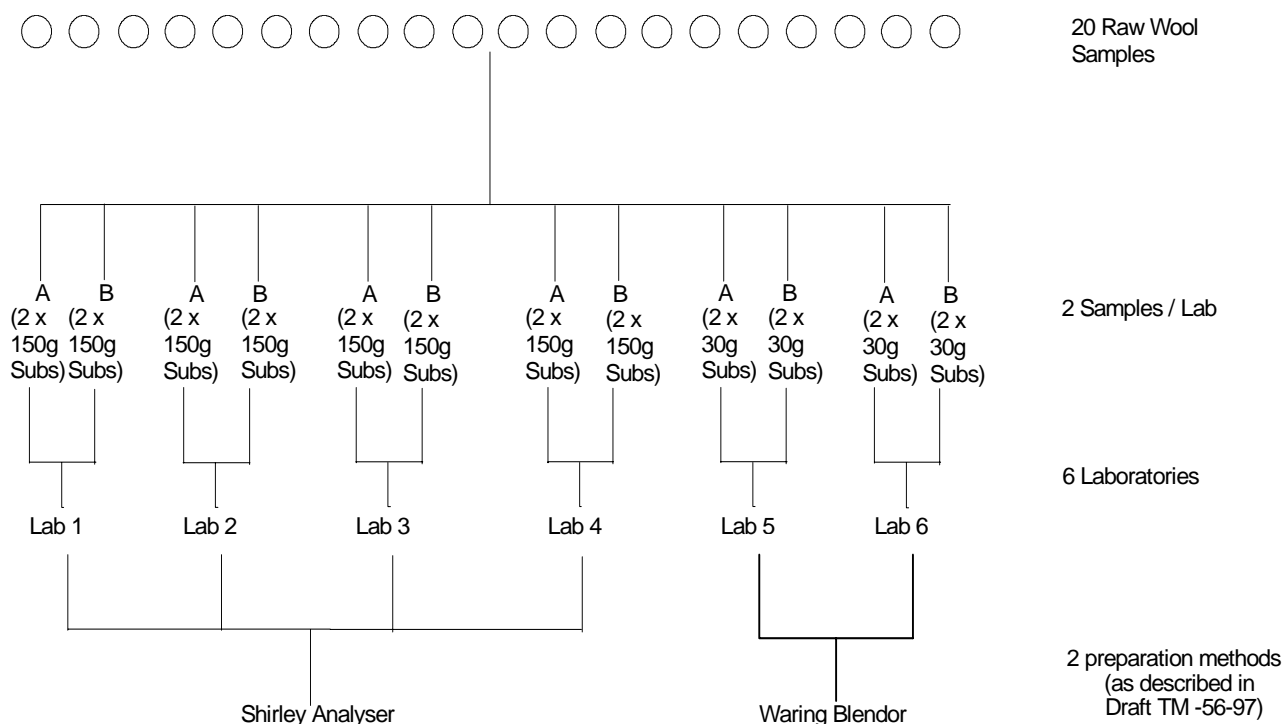 20 Raw Wool
Samples
A
(2 x
150g
Subs)
B
(2 x
150g
Subs)
A
(2 x
150g
Subs)
B
(2 x
150g
Subs)
A
(2 x
150g
Subs)
B
(2 x
150g
Subs)
A
(2 x
150g
Subs)
B
(2 x
150g
Subs)
A
(2 x
30g
Subs)
B
(2 x
30g
Subs)
A
(2 x
30g
Subs)
B
(2 x
30g
Subs)
2 Samples / Lab
6 Laboratories
Lab 1
Lab 2
Lab 3
Lab 4
Lab 5
Lab 6
2 preparation methods
(as described in
Draft TM -56-97)
Shirley Analyser
Waring Blendor